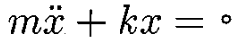 mẍ + kx = °